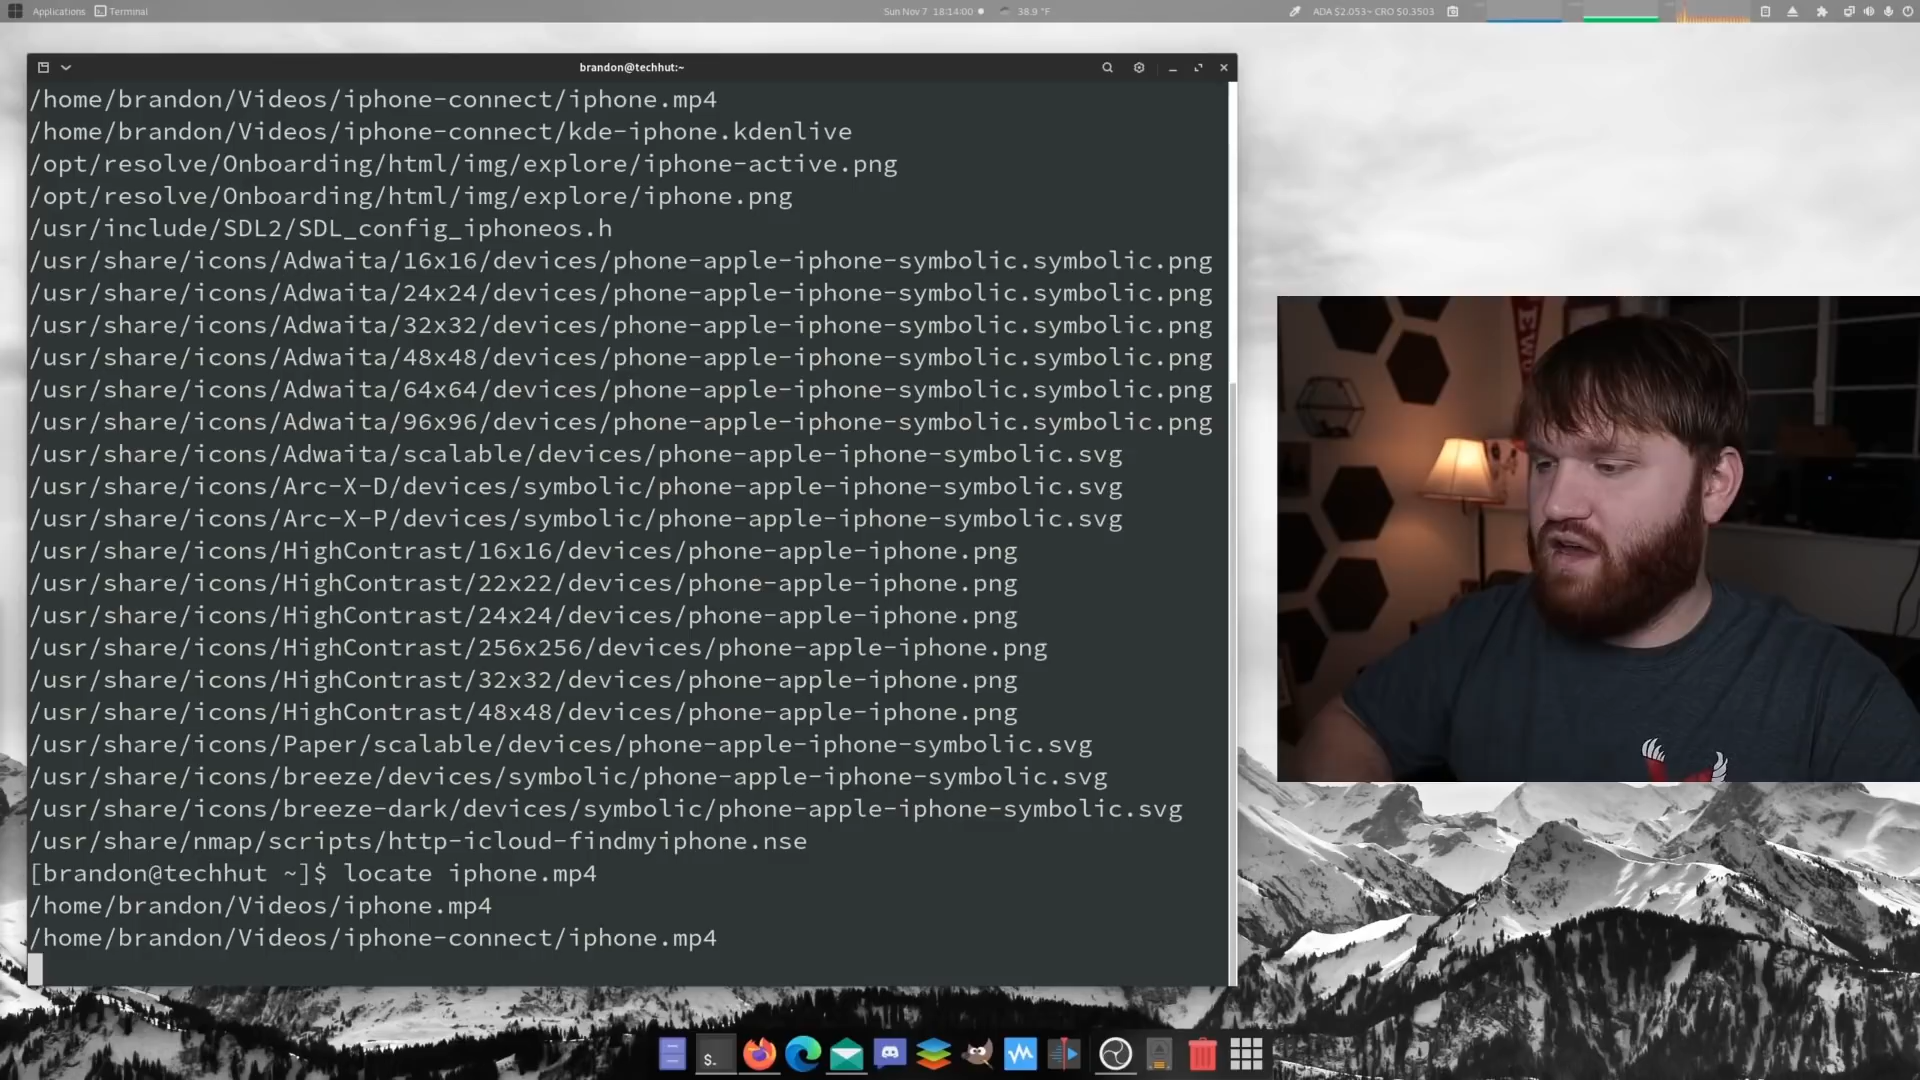 Applications Terminal Sun Nov 7 18:14:00 38.9 °F ADA $2.053~ CRO $0.3503
brandon@techhut:~
/home/brandon/Videos/iphone-connect/iphone.mp4
/home/brandon/Videos/iphone-connect/kde-iphone.kdenlive
/opt/resolve/Onboarding/html/img/explore/iphone-active.png
/opt/resolve/Onboarding/html/img/explore/iphone.png
/usr/include/SDL2/SDL_config_iphoneos.h
/usr/share/icons/Adwaita/16x16/devices/phone-apple-iphone-symbolic.symbolic.png
/usr/share/icons/Adwaita/24x24/devices/phone-apple-iphone-symbolic.symbolic.png
/usr/share/icons/Adwaita/32x32/devices/phone-apple-iphone-symbolic.symbolic.png
/usr/share/icons/Adwaita/48x48/devices/phone-apple-iphone-symbolic.symbolic.png
/usr/share/icons/Adwaita/64x64/devices/phone-apple-iphone-symbolic.symbolic.png
/usr/share/icons/Adwaita/96x96/devices/phone-apple-iphone-symbolic.symbolic.png
/usr/share/icons/Adwaita/scalable/devices/phone-apple-iphone-symbolic.svg
/usr/share/icons/Arc-X-D/devices/symbolic/phone-apple-iphone-symbolic.svg
/usr/share/icons/Arc-X-P/devices/symbolic/phone-apple-iphone-symbolic.svg
/usr/share/icons/HighContrast/16x16/devices/phone-apple-iphone.png
/usr/share/icons/HighContrast/22x22/devices/phone-apple-iphone.png
/usr/share/icons/HighContrast/24x24/devices/phone-apple-iphone.png
/usr/share/icons/HighContrast/256x256/devices/phone-apple-iphone.png
/usr/share/icons/HighContrast/32x32/devices/phone-apple-iphone.png
/usr/share/icons/HighContrast/48x48/devices/phone-apple-iphone.png
/usr/share/icons/Paper/scalable/devices/phone-apple-iphone-symbolic.svg
/usr/share/icons/breeze/devices/symbolic/phone-apple-iphone-symbolic.svg
/usr/share/icons/breeze-dark/devices/symbolic/phone-apple-iphone-symbolic.svg
/usr/share/nmap/scripts/http-icloud-findmyiphone.nse
[brandon@techhut ~]$ locate iphone.mp4
/home/brandon/Videos/iphone.mp4
/home/brandon/Videos/iphone-connect/iphone.mp4
$.